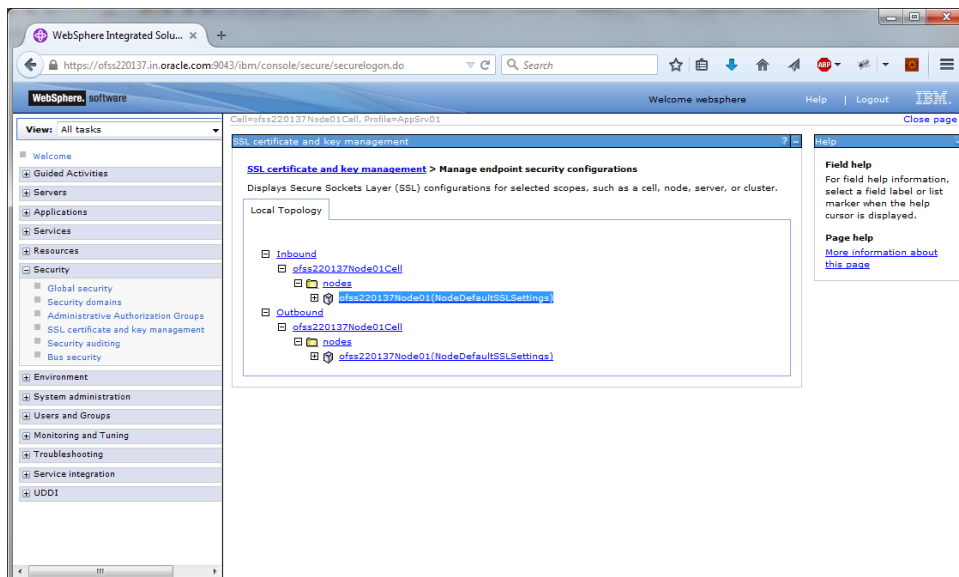 WebSphere Integrated Solu... × +
https://ofss220137.in.oracle.com:9043/ibm/console/secure/securelogon.do
Search
ABP
WebSphere. software
Welcome websphere
Help | Logout
IBM.
View: All tasks
Cell=ofss220137Node01Cell, Profile=AppSrv01
Close page
Welcome
Guided Activities
Servers
Applications
Services
Resources
Security
Global security
Security domains
Administrative Authorization Groups
SSL certificate and key management
Security auditing
Bus security
Environment
System administration
Users and Groups
Monitoring and Tuning
Troubleshooting
Service integration
UDDI
SSL certificate and key management
? -
SSL certificate and key management > Manage endpoint security configurations
Displays Secure Sockets Layer (SSL) configurations for selected scopes, such as a cell, node, server, or cluster.
Local Topology
Inbound
ofss220137Node01Cell
nodes
ofss220137Node01(NodeDefaultSSLSettings)
Outbound
ofss220137Node01Cell
nodes
ofss220137Node01(NodeDefaultSSLSettings)
Help
Field help
For field help information,
select a field label or list
marker when the help
cursor is displayed.
Page help
More information about
this page